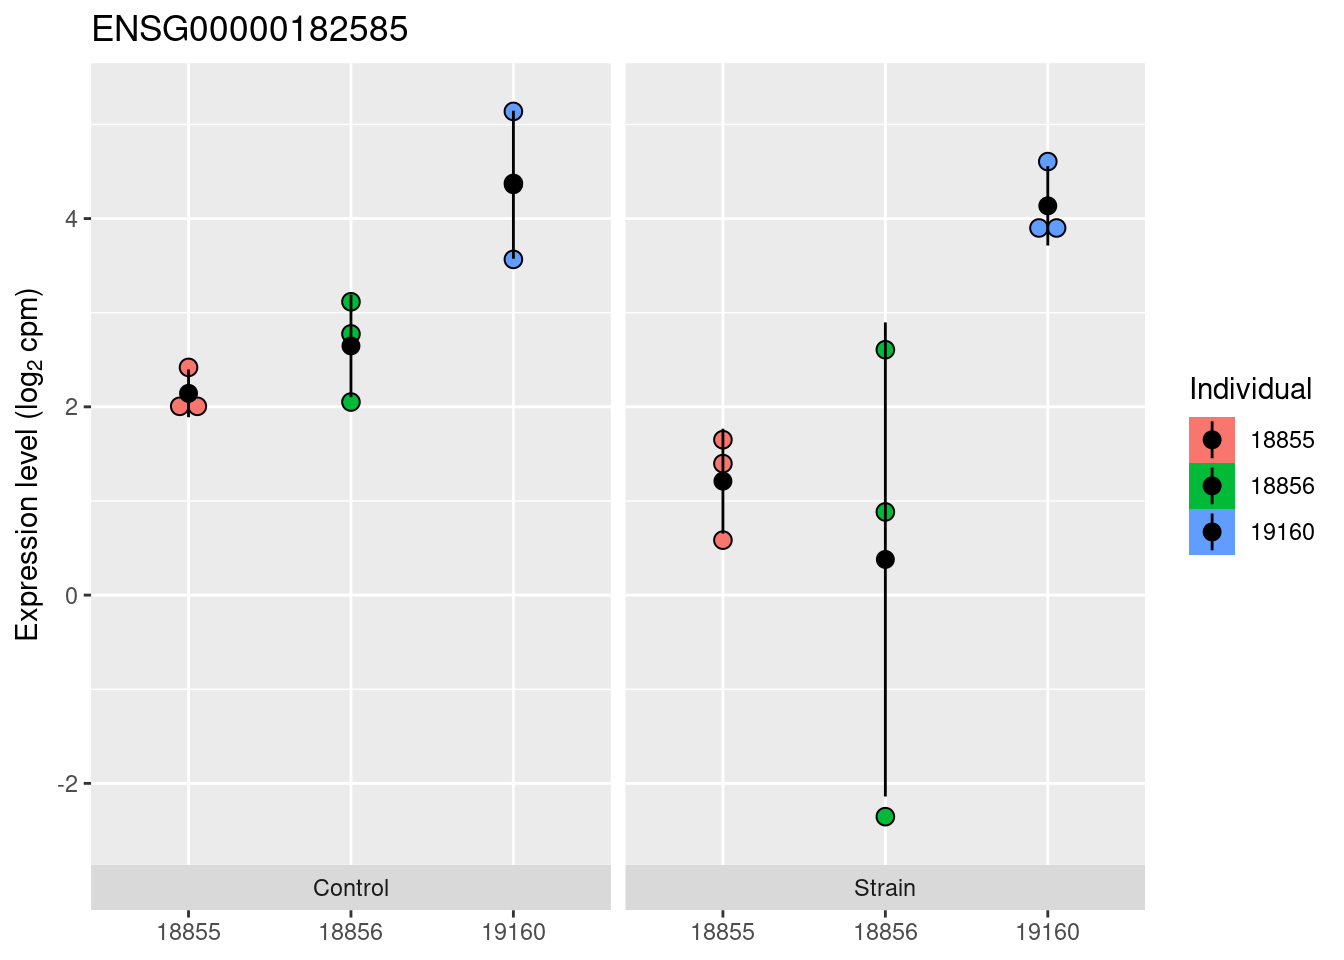 ENSG00000182585
Expression level (log₂ cpm)
4
2
0
-2
Control
Strain
18855
18856
19160
18855
18856
19160
Individual
18855
18856
19160